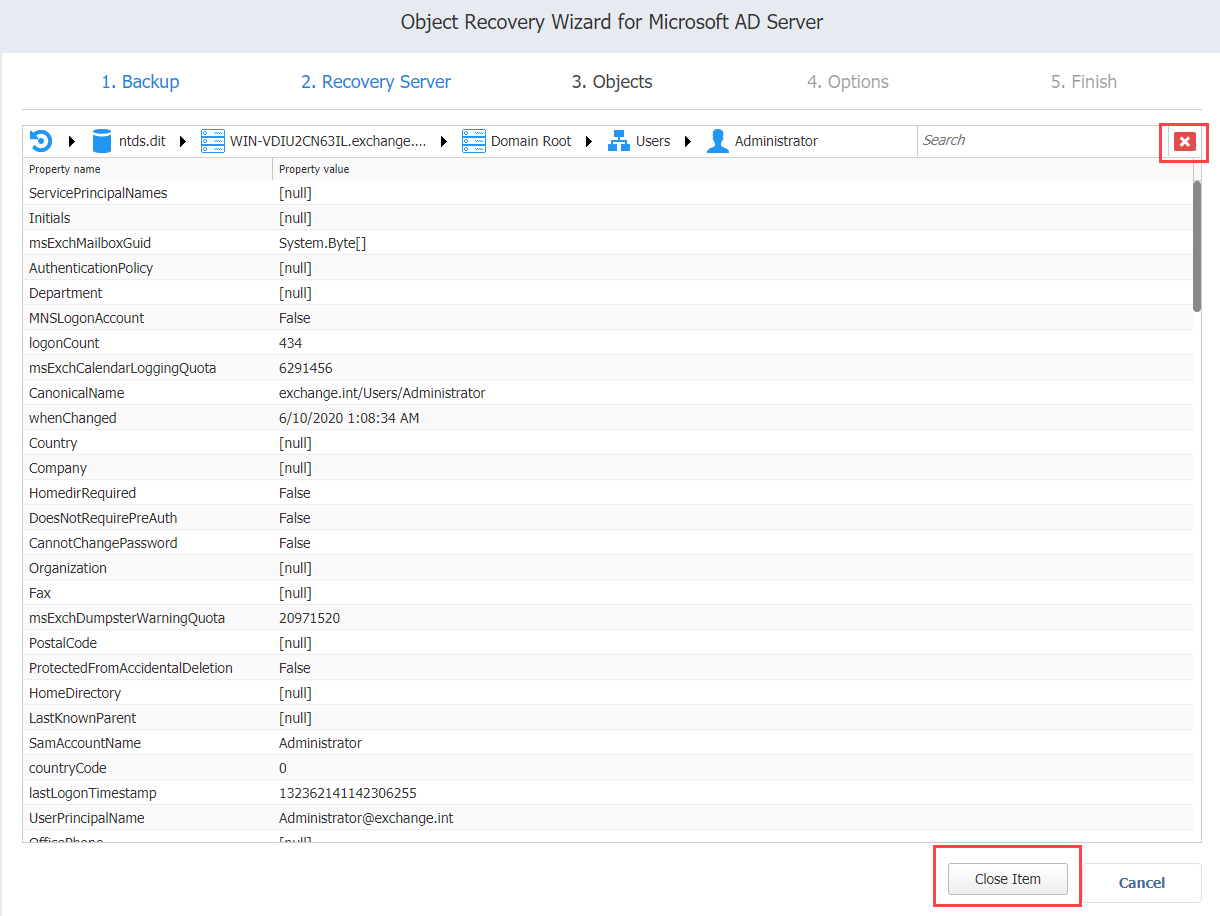 Object Recovery Wizard for Microsoft AD Server
1. Backup 2. Recovery Server 3. Objects 4. Options 5. Finish
ntds.dit WIN-VDIU2CN63IL.exchange.... Domain Root Users Administrator Search
Property name Property value
ServicePrincipalNames [null]
Initials [null]
msExchMailboxGuid System.Byte[]
AuthenticationPolicy [null]
Department [null]
MNSLogonAccount False
logonCount 434
msExchCalendarLoggingQuota 6291456
CanonicalName exchange.int/Users/Administrator
whenChanged 6/10/2020 1:08:34 AM
Country [null]
Company [null]
HomedirRequired False
DoesNotRequirePreAuth False
CannotChangePassword False
Organization [null]
Fax [null]
msExchDumpsterWarningQuota 20971520
PostalCode [null]
ProtectedFromAccidentalDeletion False
HomeDirectory [null]
LastKnownParent [null]
SamAccountName Administrator
countryCode 0
lastLogonTimestamp 132362141142306255
UserPrincipalName Administrator@exchange.int
OfficePhone [null]
Close Item Cancel